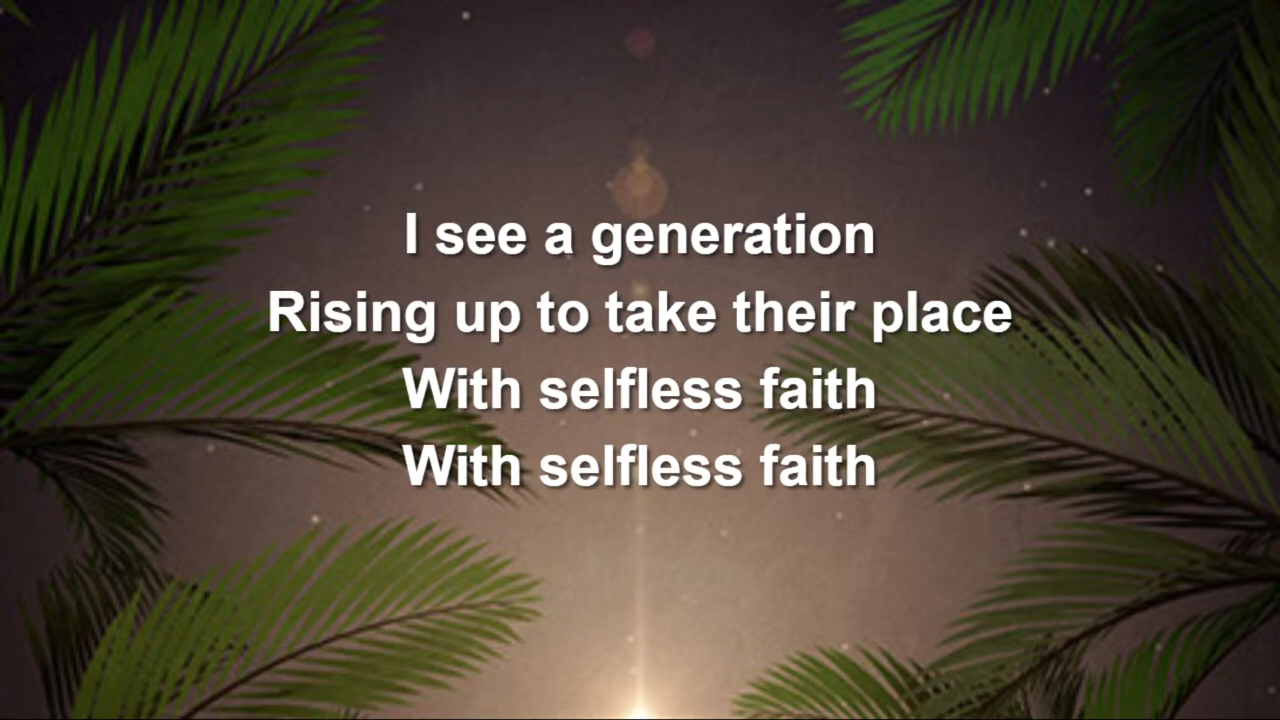 I see a generation
Rising up to take their place
With selfless faith
With selfless faith